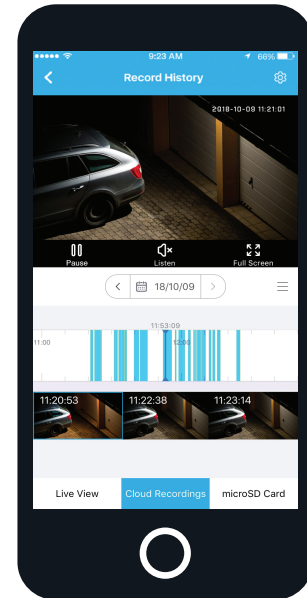 9:23 AM 66%
Record History
2018-10-09 11:21:01
Pause Listen Full Screen
18/10/09
11:53:09
11:00 12:00
11:20:53 11:22:38 11:23:14
Live View Cloud Recordings microSD Card